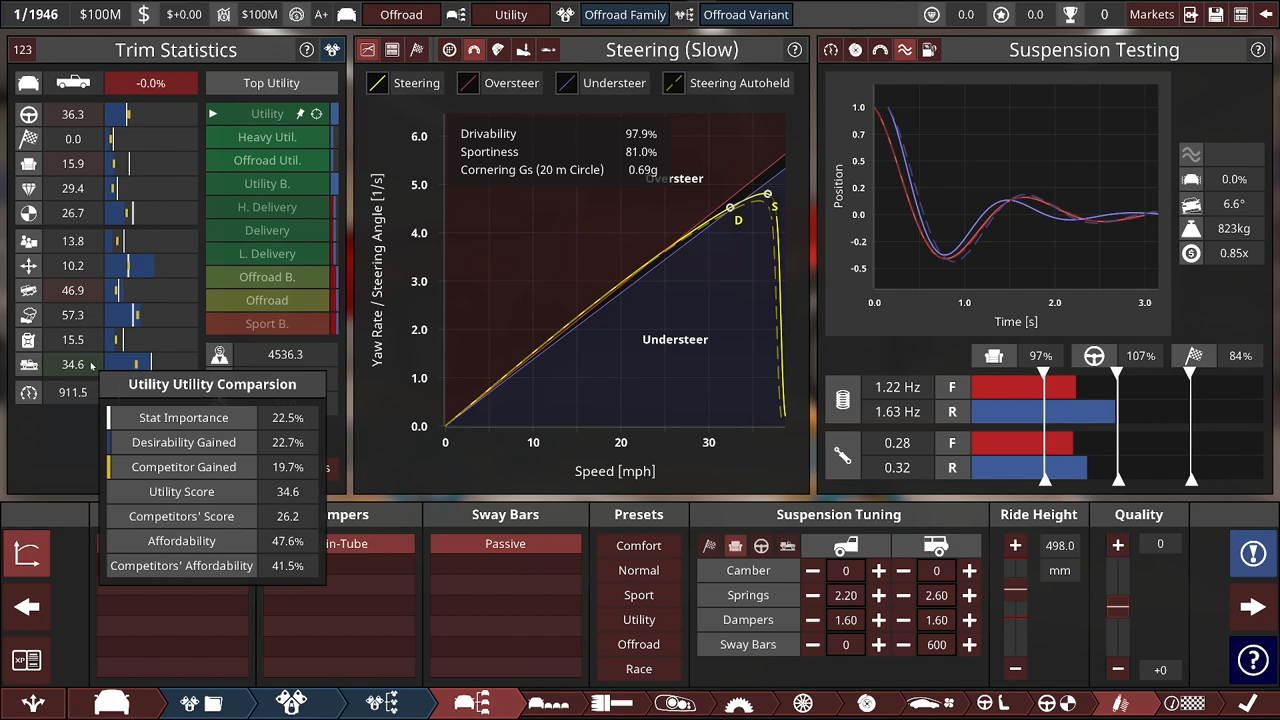 1/1946
$100M
$+0.00
$100M
A+
Offroad
Utility
Offroad Family
Offroad Variant
0.0
0.0
0
Markets
123
Trim Statistics
-0.0%
Top Utility
36.3
0.0
15.9
29.4
26.7
13.8
10.2
46.9
57.3
15.5
34.6
911.5
Utility
Heavy Util.
Offroad Util.
Utility B.
H. Delivery
Delivery
L. Delivery
Offroad B.
Offroad
Sport B.
4536.3
s
Utility Utility Comparsion
Stat Importance 22.5%
Desirability Gained 22.7%
Competitor Gained 19.7%
Utility Score 34.6
Competitors' Score 26.2
Affordability 47.6%
Competitors' Affordability 41.5%
Steering (Slow)
Steering
Oversteer
Understeer
Steering Autoheld
Drivability 97.9%
Sportiness 81.0%
Cornering Gs (20 m Circle) 0.69g
Oversteer
D
S
Understeer
Yaw Rate / Steering Angle [1/s]
6.0
5.0
4.0
3.0
2.0
1.0
0.0
0
10
20
30
Speed [mph]
Suspension Testing
Position
1.0
0.7
0.5
0.2
0.0
-0.2
-0.5
0.0
1.0
2.0
3.0
Time [s]
0.0%
6.6°
823kg
0.85x
97%
107%
84%
1.22 Hz F
1.63 Hz R
0.28 F
0.32 R
mpers
in-Tube
Sway Bars
Passive
Presets
Comfort
Normal
Sport
Utility
Offroad
Race
Suspension Tuning
Camber − 0 + − 0 +
Springs − 2.20 + − 2.60 +
Dampers − 1.60 + − 1.60 +
Sway Bars − 0 + − 600 +
Ride Height
+
498.0
mm
−
Quality
+
0
−
+0
XP